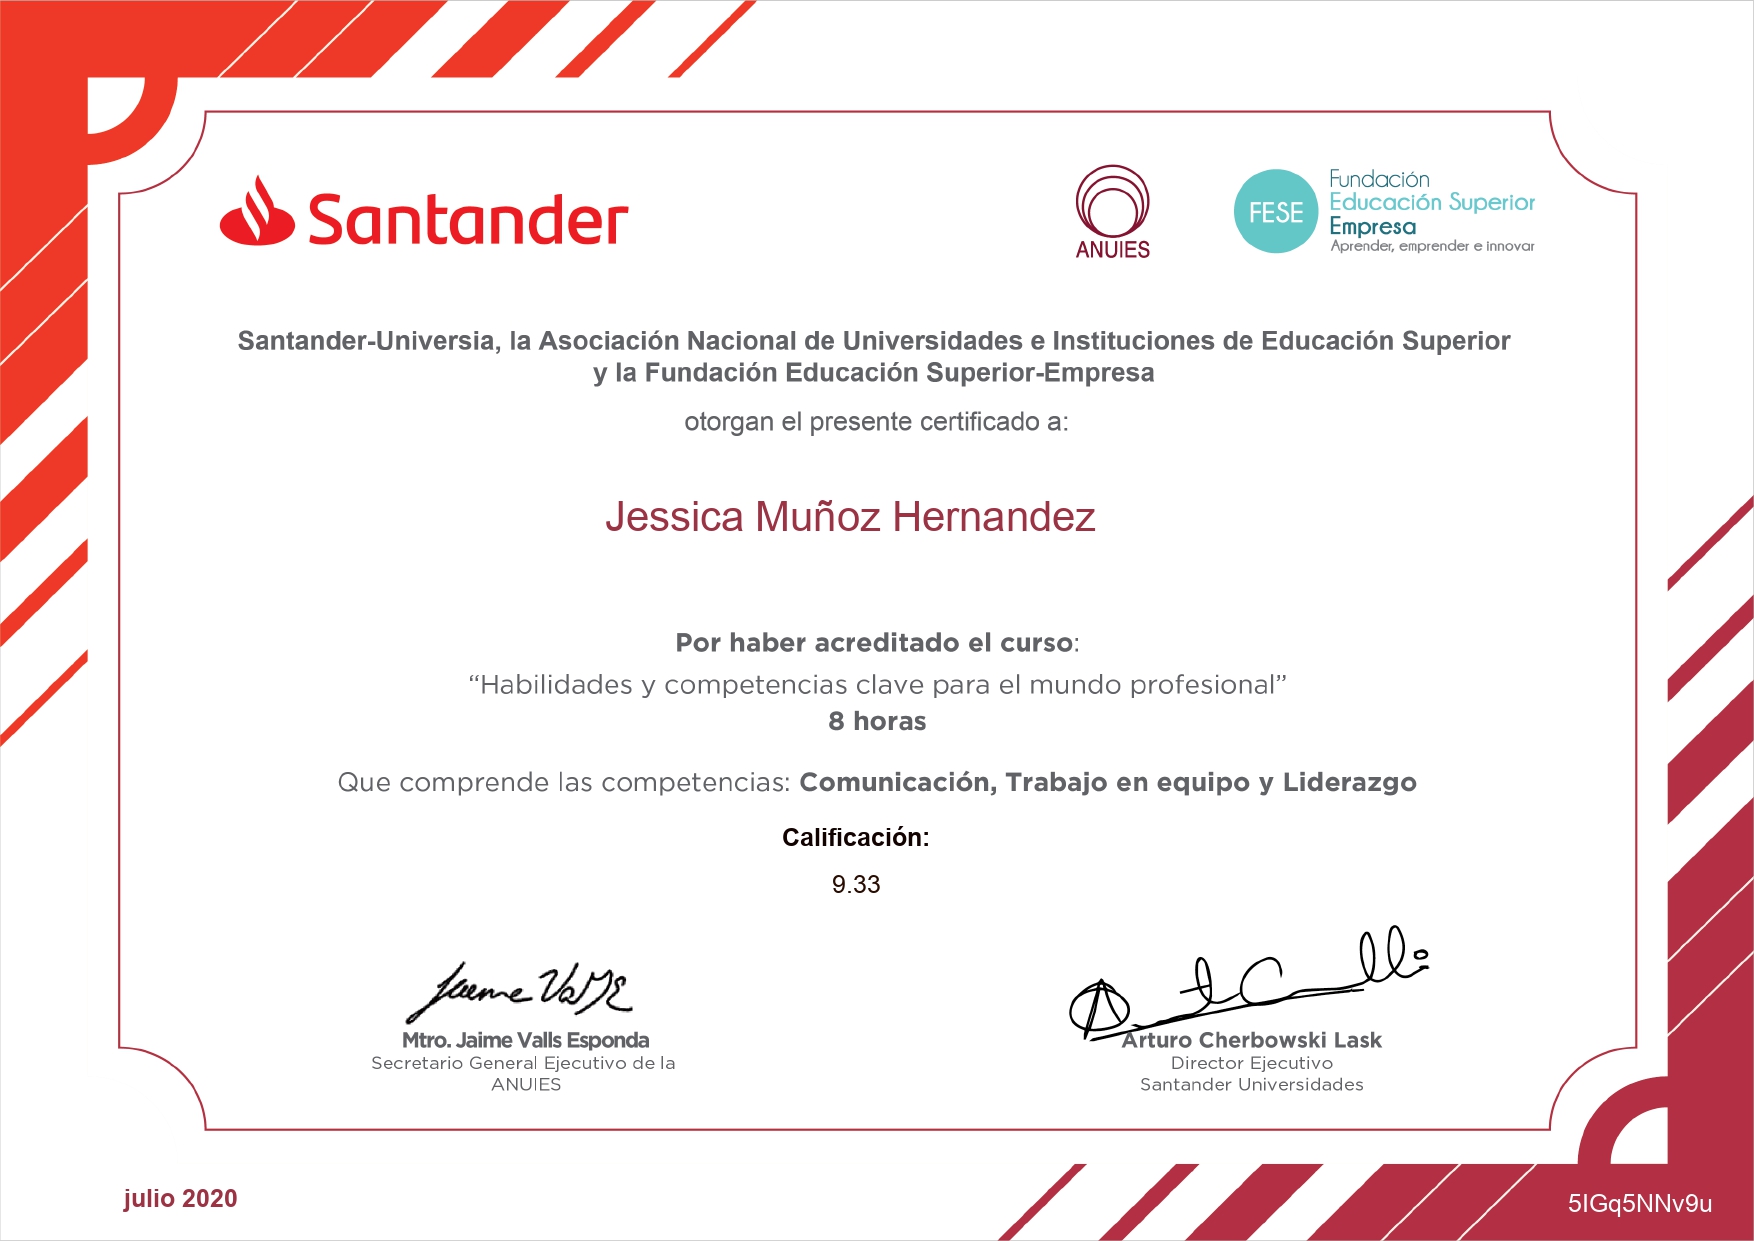 Santander
ANUIES
FESE
Fundación
Educación Superior
Empresa
Aprender, emprender e innovar
Santander-Universia, la Asociación Nacional de Universidades e Instituciones de Educación Superior
y la Fundación Educación Superior-Empresa
otorgan el presente certificado a:
Jessica Muñoz Hernandez
Por haber acreditado el curso:
“Habilidades y competencias clave para el mundo profesional”
8 horas
Que comprende las competencias: Comunicación, Trabajo en equipo y Liderazgo
Calificación:
9.33
Mtro. Jaime Valls Esponda
Secretario General Ejecutivo de la
ANUIES
Arturo Cherbowski Lask
Director Ejecutivo
Santander Universidades
julio 2020
5IGq5NNv9u